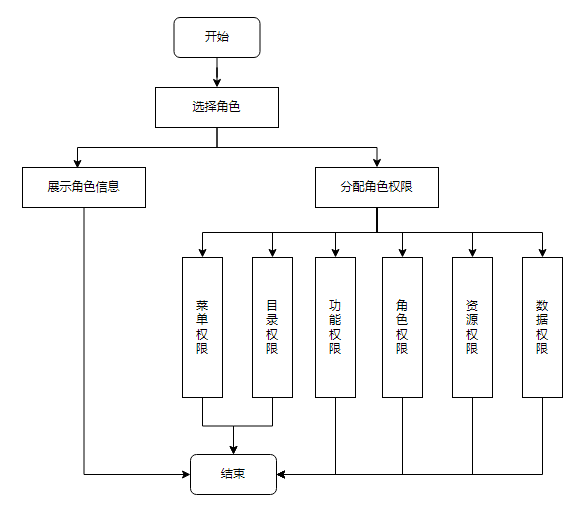 开始
选择角色
展示角色信息
分配角色权限
菜单权限
目录权限
功能权限
角色权限
资源权限
数据权限
结束